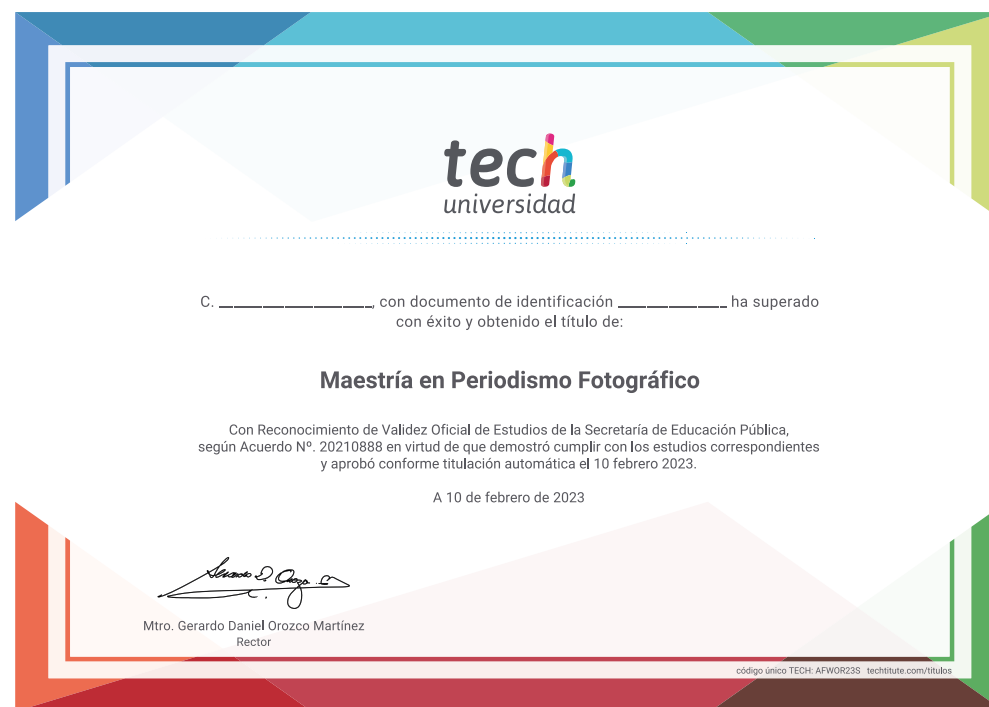 tech
universidad
C. ____________________, con documento de identificación ______________ ha superado
con éxito y obtenido el título de:
Maestría en Periodismo Fotográfico
Con Reconocimiento de Validez Oficial de Estudios de la Secretaría de Educación Pública,
según Acuerdo Nº. 20210888 en virtud de que demostró cumplir con los estudios correspondientes
y aprobó conforme titulación automática el 10 febrero 2023.
A 10 de febrero de 2023
Mtro. Gerardo Daniel Orozco Martínez
Rector
código único TECH: AFWOR23S techtitute.com/titulos